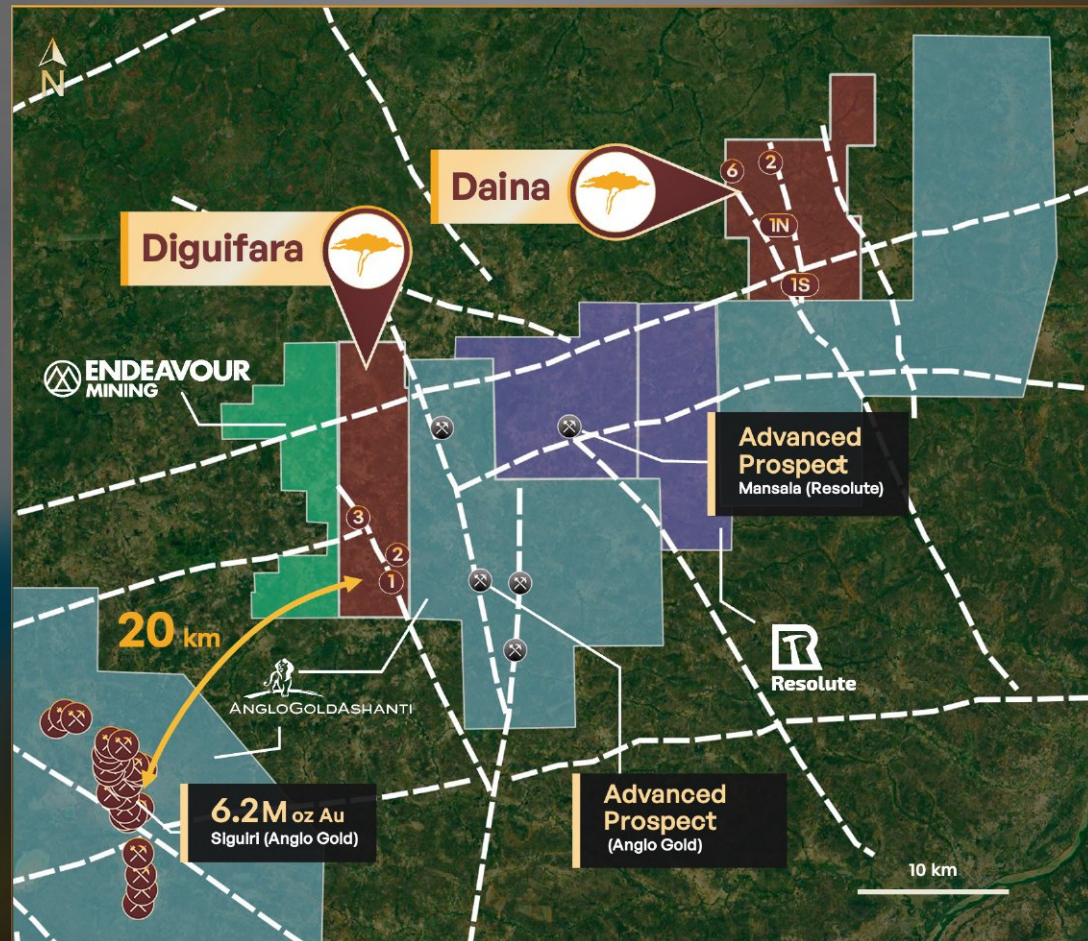 N
Daina
6
2
1N
1S
Diguifara
ENDEAVOUR
MINING
Advanced
Prospect
Mansala (Resolute)
3
2
1
20 km
ANGLOGOLDASHANTI
R
Resolute
6.2M oz Au
Siguiri (Anglo Gold)
Advanced
Prospect
(Anglo Gold)
10 km